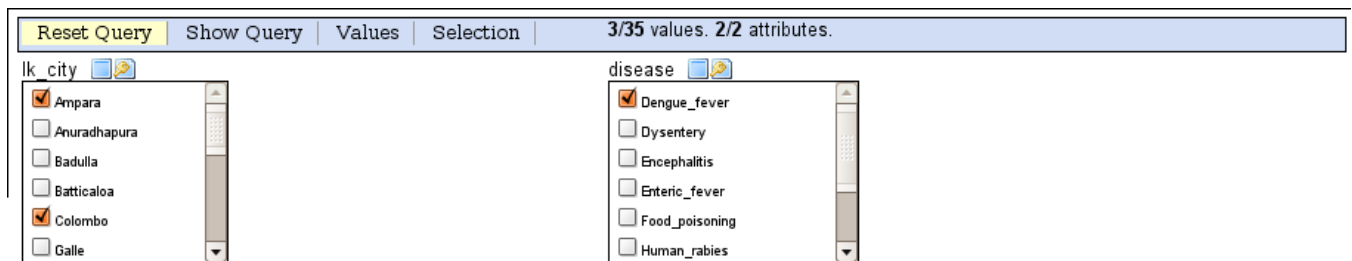 Reset Query Show Query Values Selection 3/35 values. 2/2 attributes.
lk_city disease
Ampara Dengue_fever
Anuradhapura Dysentery
Badulla Encephalitis
Batticaloa Enteric_fever
Colombo Food_poisoning
Galle Human_rabies